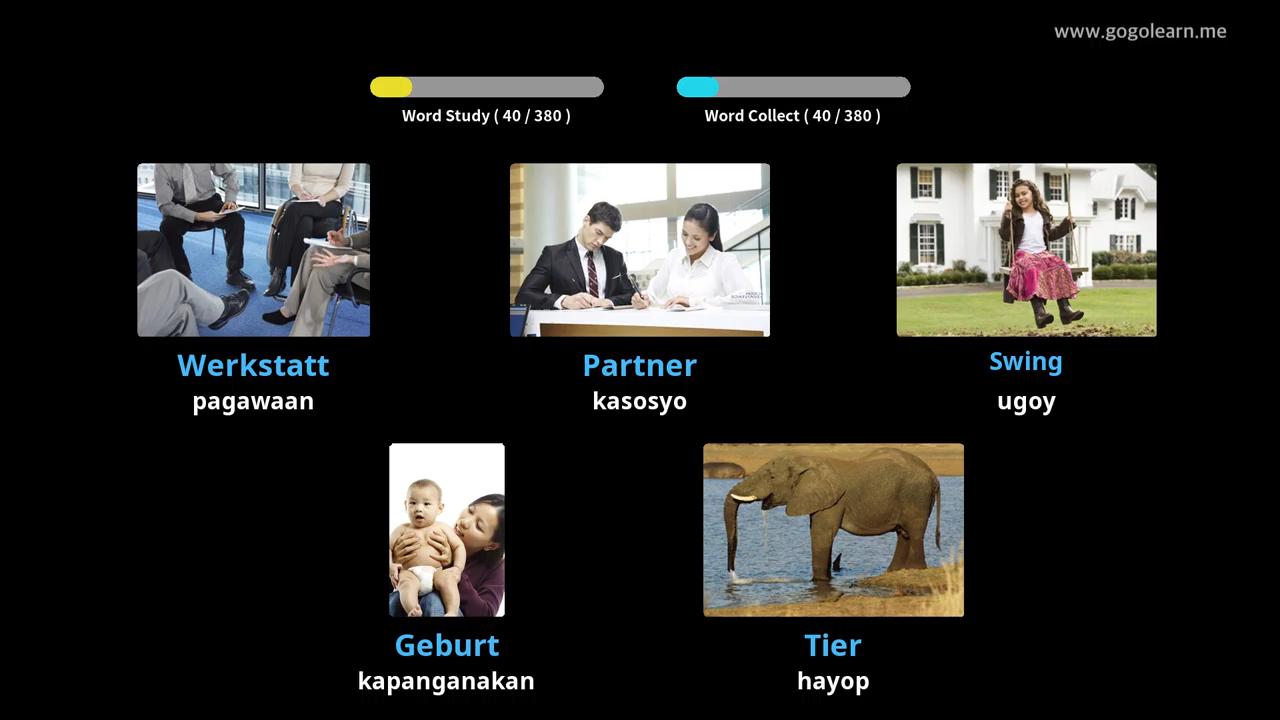 www.gogolearn.me
Word Study ( 40 / 380 )
Word Collect ( 40 / 380 )
Werkstatt
pagawaan
Partner
kasosyo
Swing
ugoy
Geburt
kapanganakan
Tier
hayop